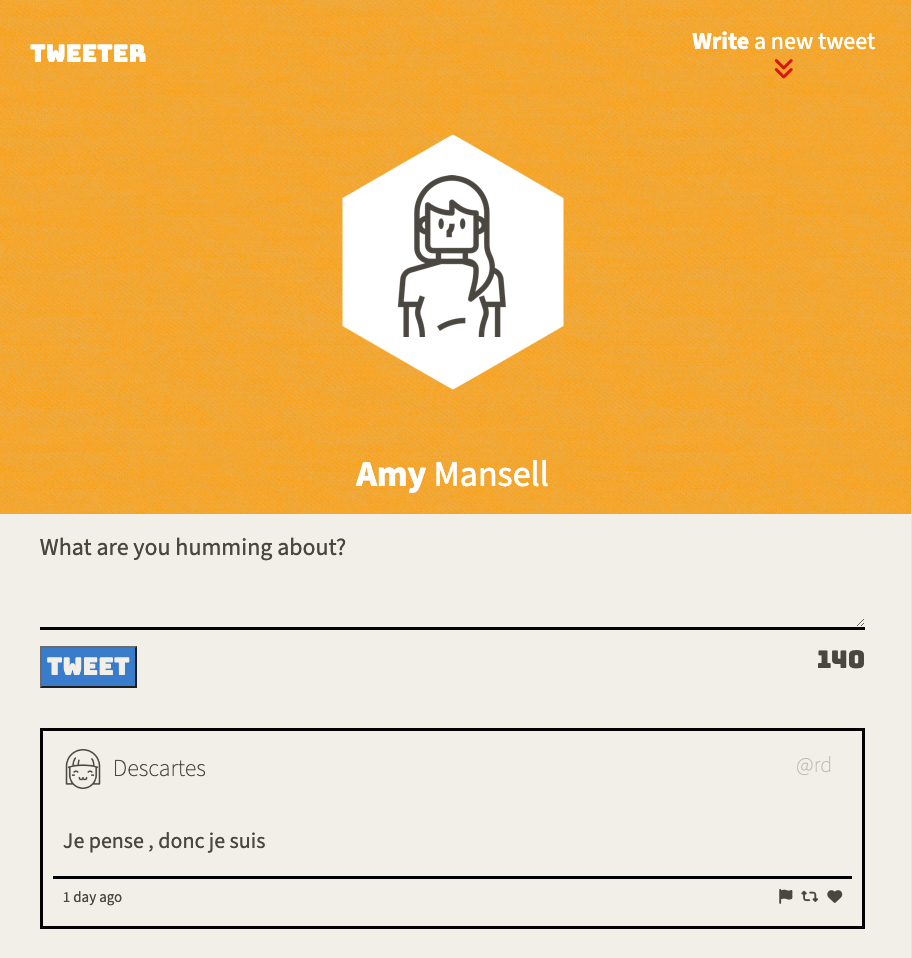 TWEETER
Write a new tweet
Amy Mansell
What are you humming about?
TWEET
140
Descartes
@rd
Je pense , donc je suis
1 day ago